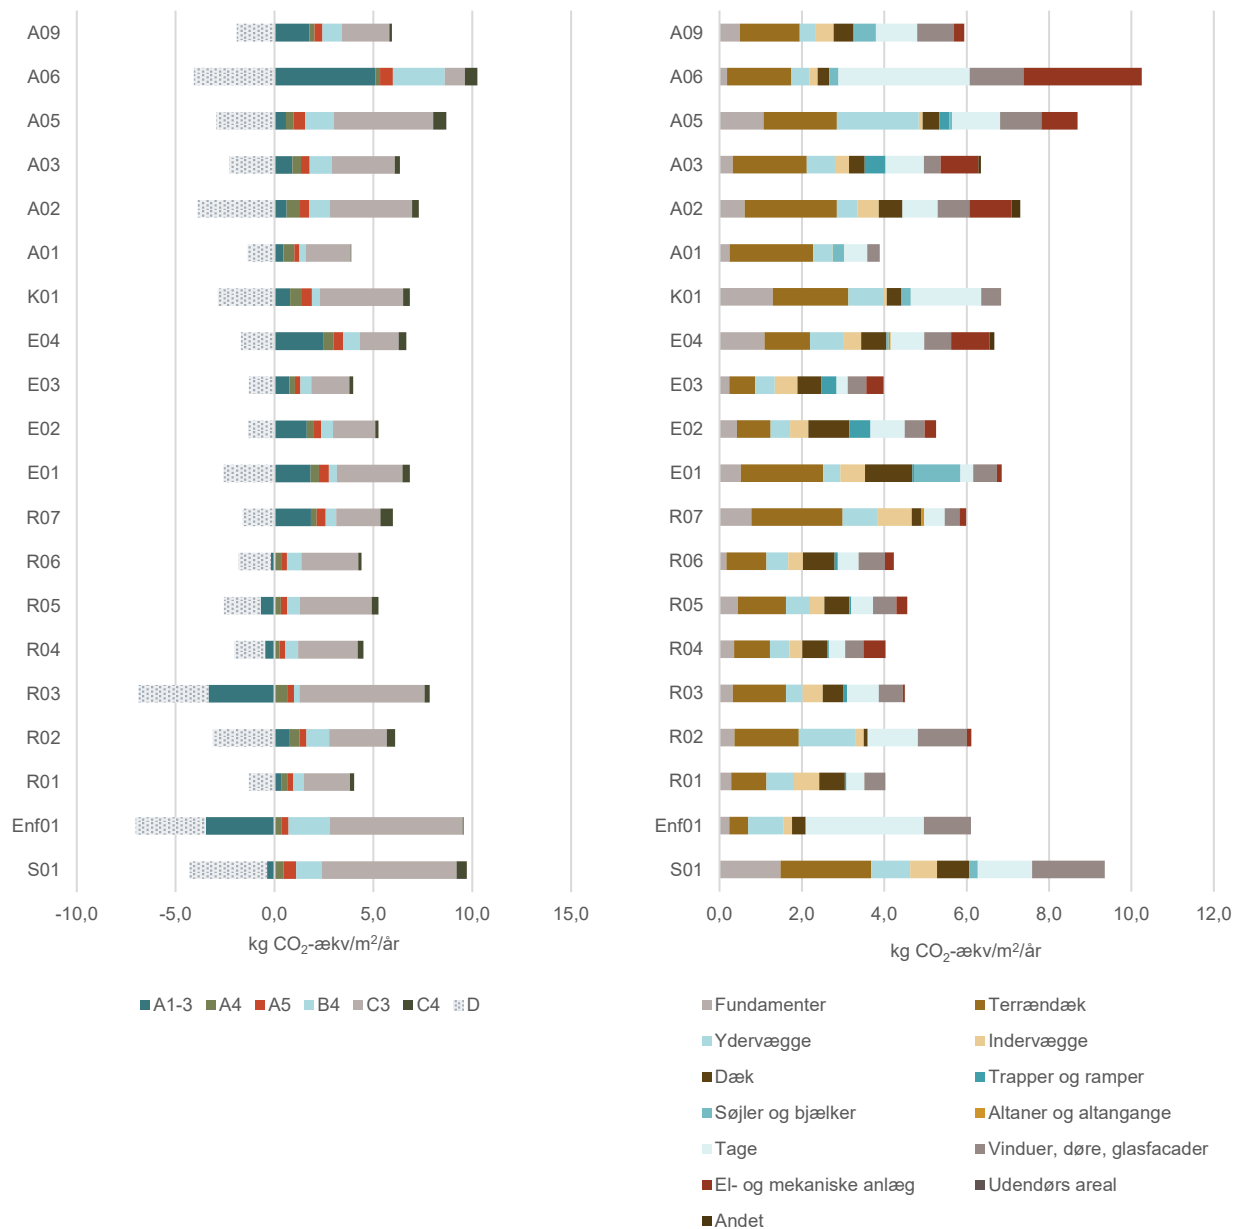 A09
A06
A05
A03
A02
A01
K01
E04
E03
E02
E01
R07
R06
R05
R04
R03
R02
R01
Enf01
S01
-10,0 -5,0 0,0 5,0 10,0 15,0
kg CO₂-ækv/m²/år
A1-3 A4 A5 B4 C3 C4 D
A09
A06
A05
A03
A02
A01
K01
E04
E03
E02
E01
R07
R06
R05
R04
R03
R02
R01
Enf01
S01
0,0 2,0 4,0 6,0 8,0 10,0 12,0
kg CO₂-ækv/m²/år
Fundamenter Terrændæk
Ydervægge Indervægge
Dæk Trapper og ramper
Søjler og bjælker Altaner og altangange
Tage Vinduer, døre, glasfacader
El- og mekaniske anlæg Udendørs areal
Andet